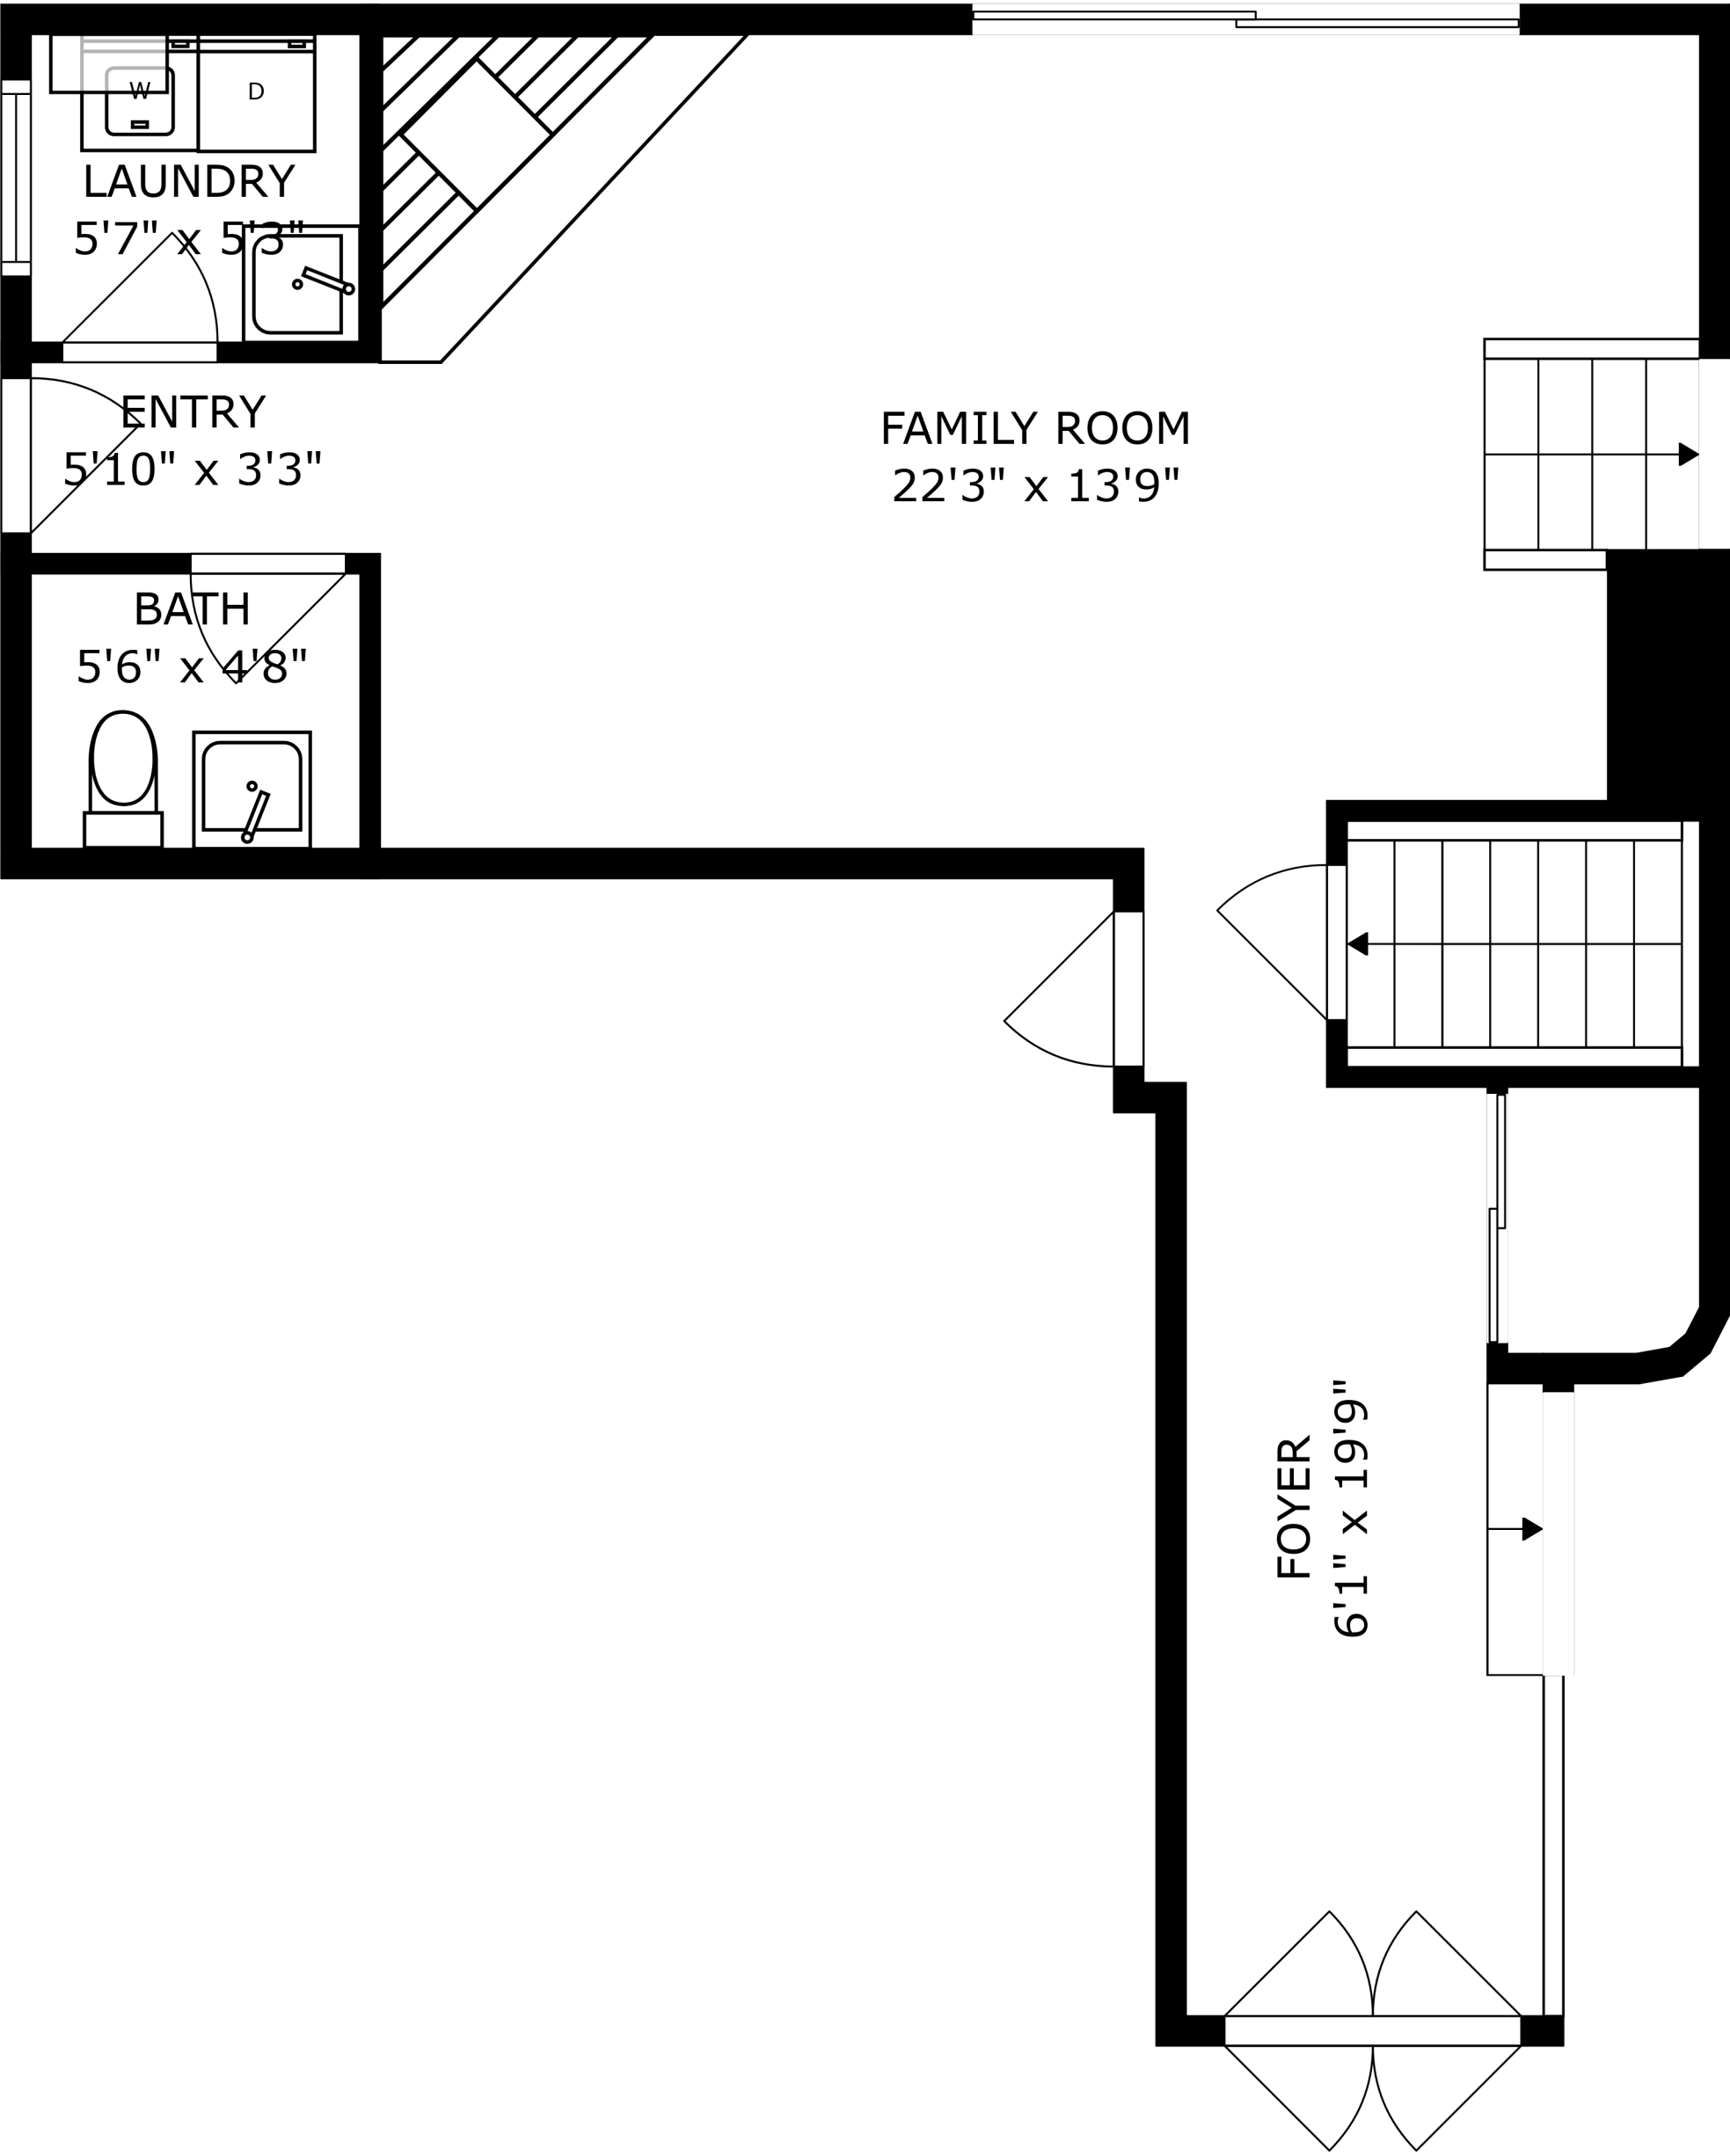 W
D
LAUNDRY
5'7" x 5'3"
ENTRY
5'10" x 3'3"
FAMILY ROOM
22'3" x 13'9"
BATH
5'6" x 4'8"
FOYER
6'1" x 19'9"